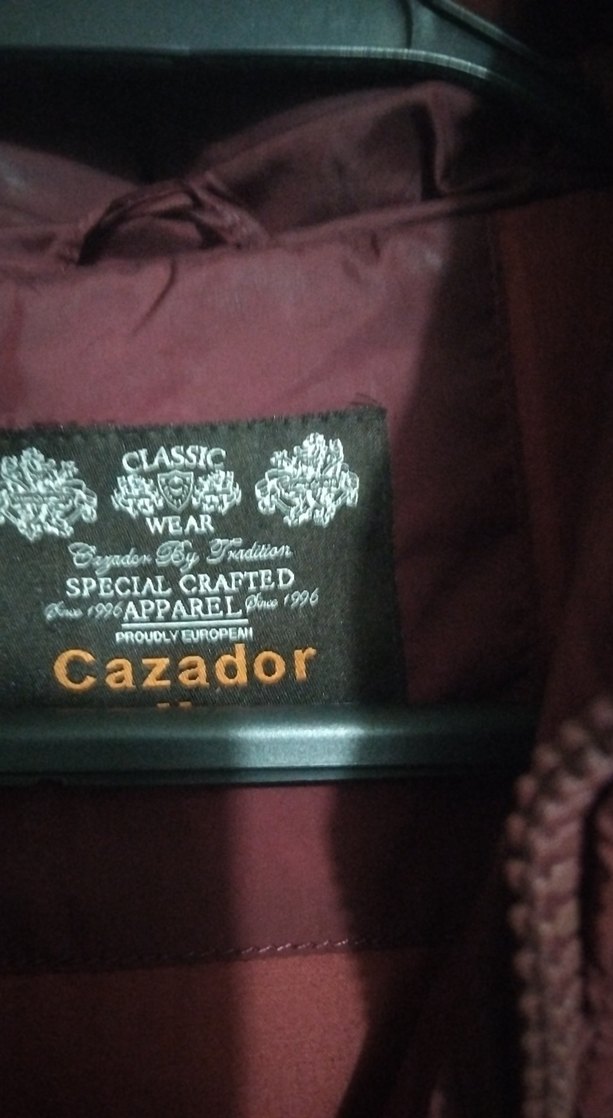 CLASSIC
WEAR
Cazador By Tradition
SPECIAL CRAFTED
Since 1996 APPAREL Since 1996
PROUDLY EUROPEAN
Cazador